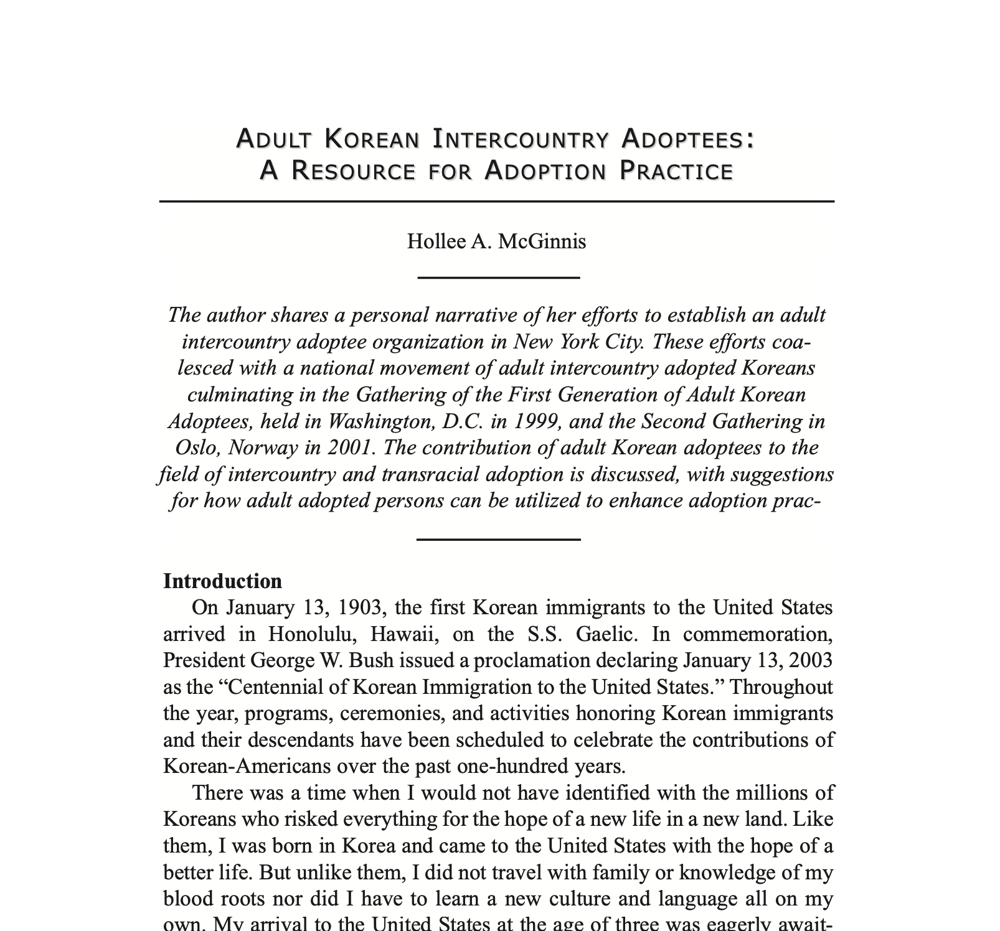 ADULT KOREAN INTERCOUNTRY ADOPTEES:
A RESOURCE FOR ADOPTION PRACTICE
Hollee A. McGinnis
The author shares a personal narrative of her efforts to establish an adult
intercountry adoptee organization in New York City. These efforts coa-
lesced with a national movement of adult intercountry adopted Koreans
culminating in the Gathering of the First Generation of Adult Korean
Adoptees, held in Washington, D.C. in 1999, and the Second Gathering in
Oslo, Norway in 2001. The contribution of adult Korean adoptees to the
field of intercountry and transracial adoption is discussed, with suggestions
for how adult adopted persons can be utilized to enhance adoption prac-
Introduction
On January 13, 1903, the first Korean immigrants to the United States
arrived in Honolulu, Hawaii, on the S.S. Gaelic. In commemoration,
President George W. Bush issued a proclamation declaring January 13, 2003
as the “Centennial of Korean Immigration to the United States.” Throughout
the year, programs, ceremonies, and activities honoring Korean immigrants
and their descendants have been scheduled to celebrate the contributions of
Korean-Americans over the past one-hundred years.
There was a time when I would not have identified with the millions of
Koreans who risked everything for the hope of a new life in a new land. Like
them, I was born in Korea and came to the United States with the hope of a
better life. But unlike them, I did not travel with family or knowledge of my
blood roots nor did I have to learn a new culture and language all on my
own. My arrival to the United States at the age of three was eagerly await-